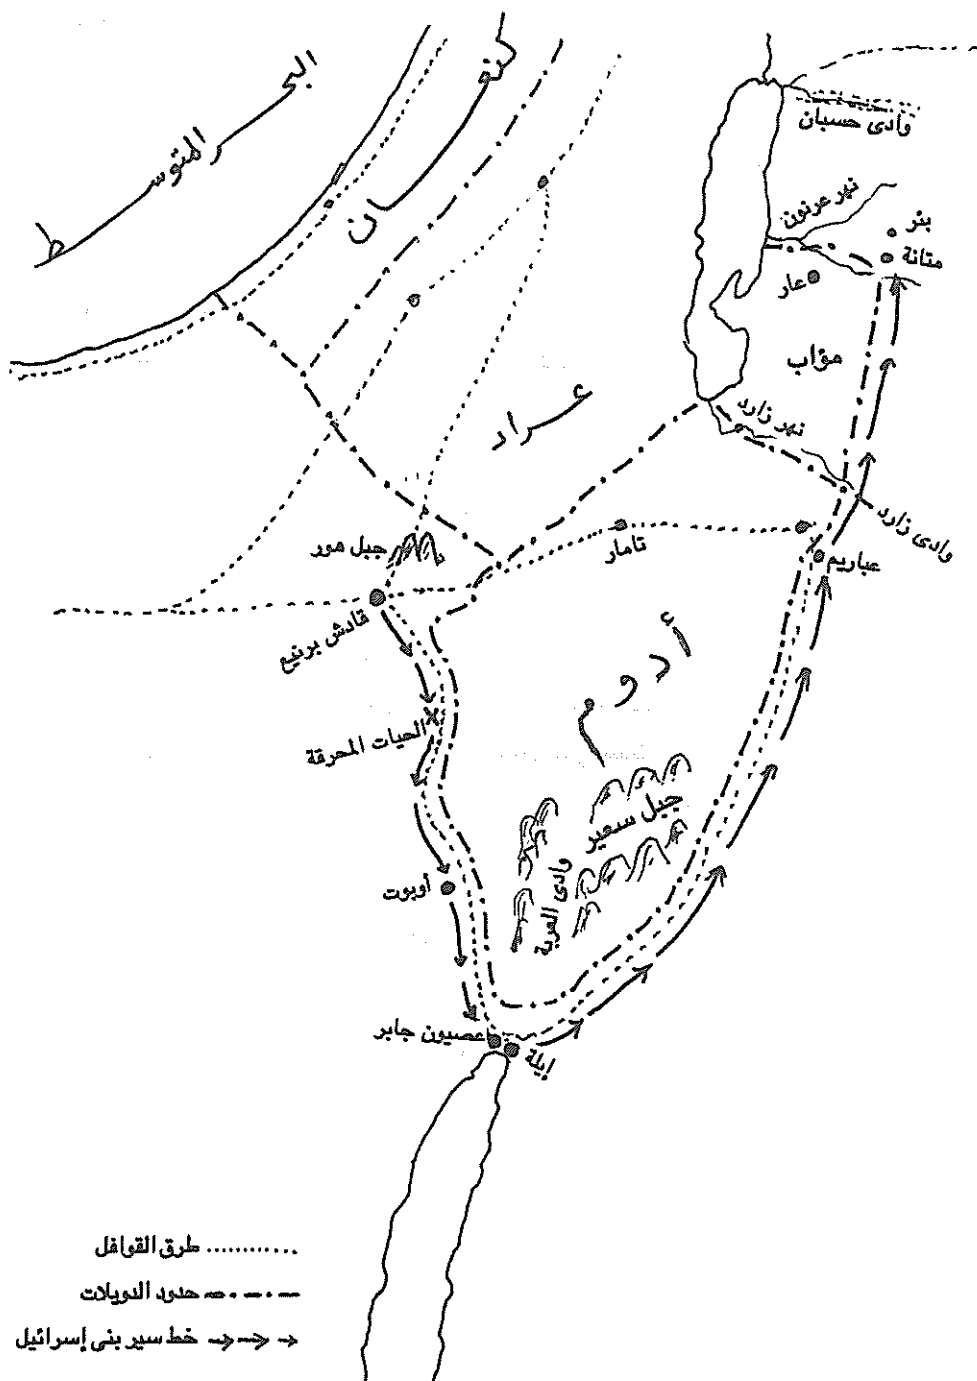 البحر المتوسط
كنعان
وادى حسبان
نهر عرنون
بئر
متانة
عار
مؤاب
عراد
نهر زارد
وادى زارد
جبل هور
تامار
عباريم
قادش برنيع
أدوم
الحيات المحرقة
جبل سعير
وادى العربة
أوبوت
عصيون جابر
إيلة
طرق القوافل
حدود الدويلات
خط سير بنى إسرائيل